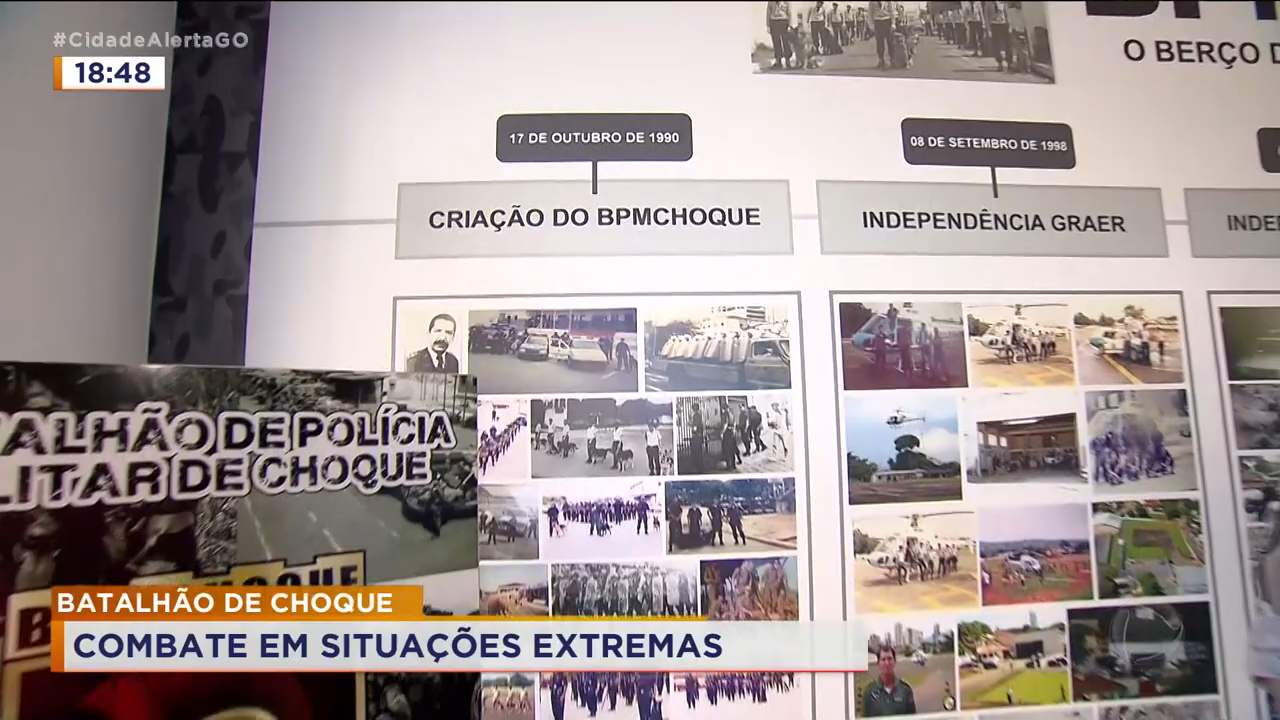 #CidadeAlertaGO
18:48
O BERÇO
17 DE OUTUBRO DE 1990
08 DE SETEMBRO DE 1998
CRIAÇÃO DO BPMCHOQUE
INDEPENDÊNCIA GRAER
INDE
ALHÃO DE POLÍCIA
LITAR DE CHOQUE
BATALHÃO DE CHOQUE
COMBATE EM SITUAÇÕES EXTREMAS